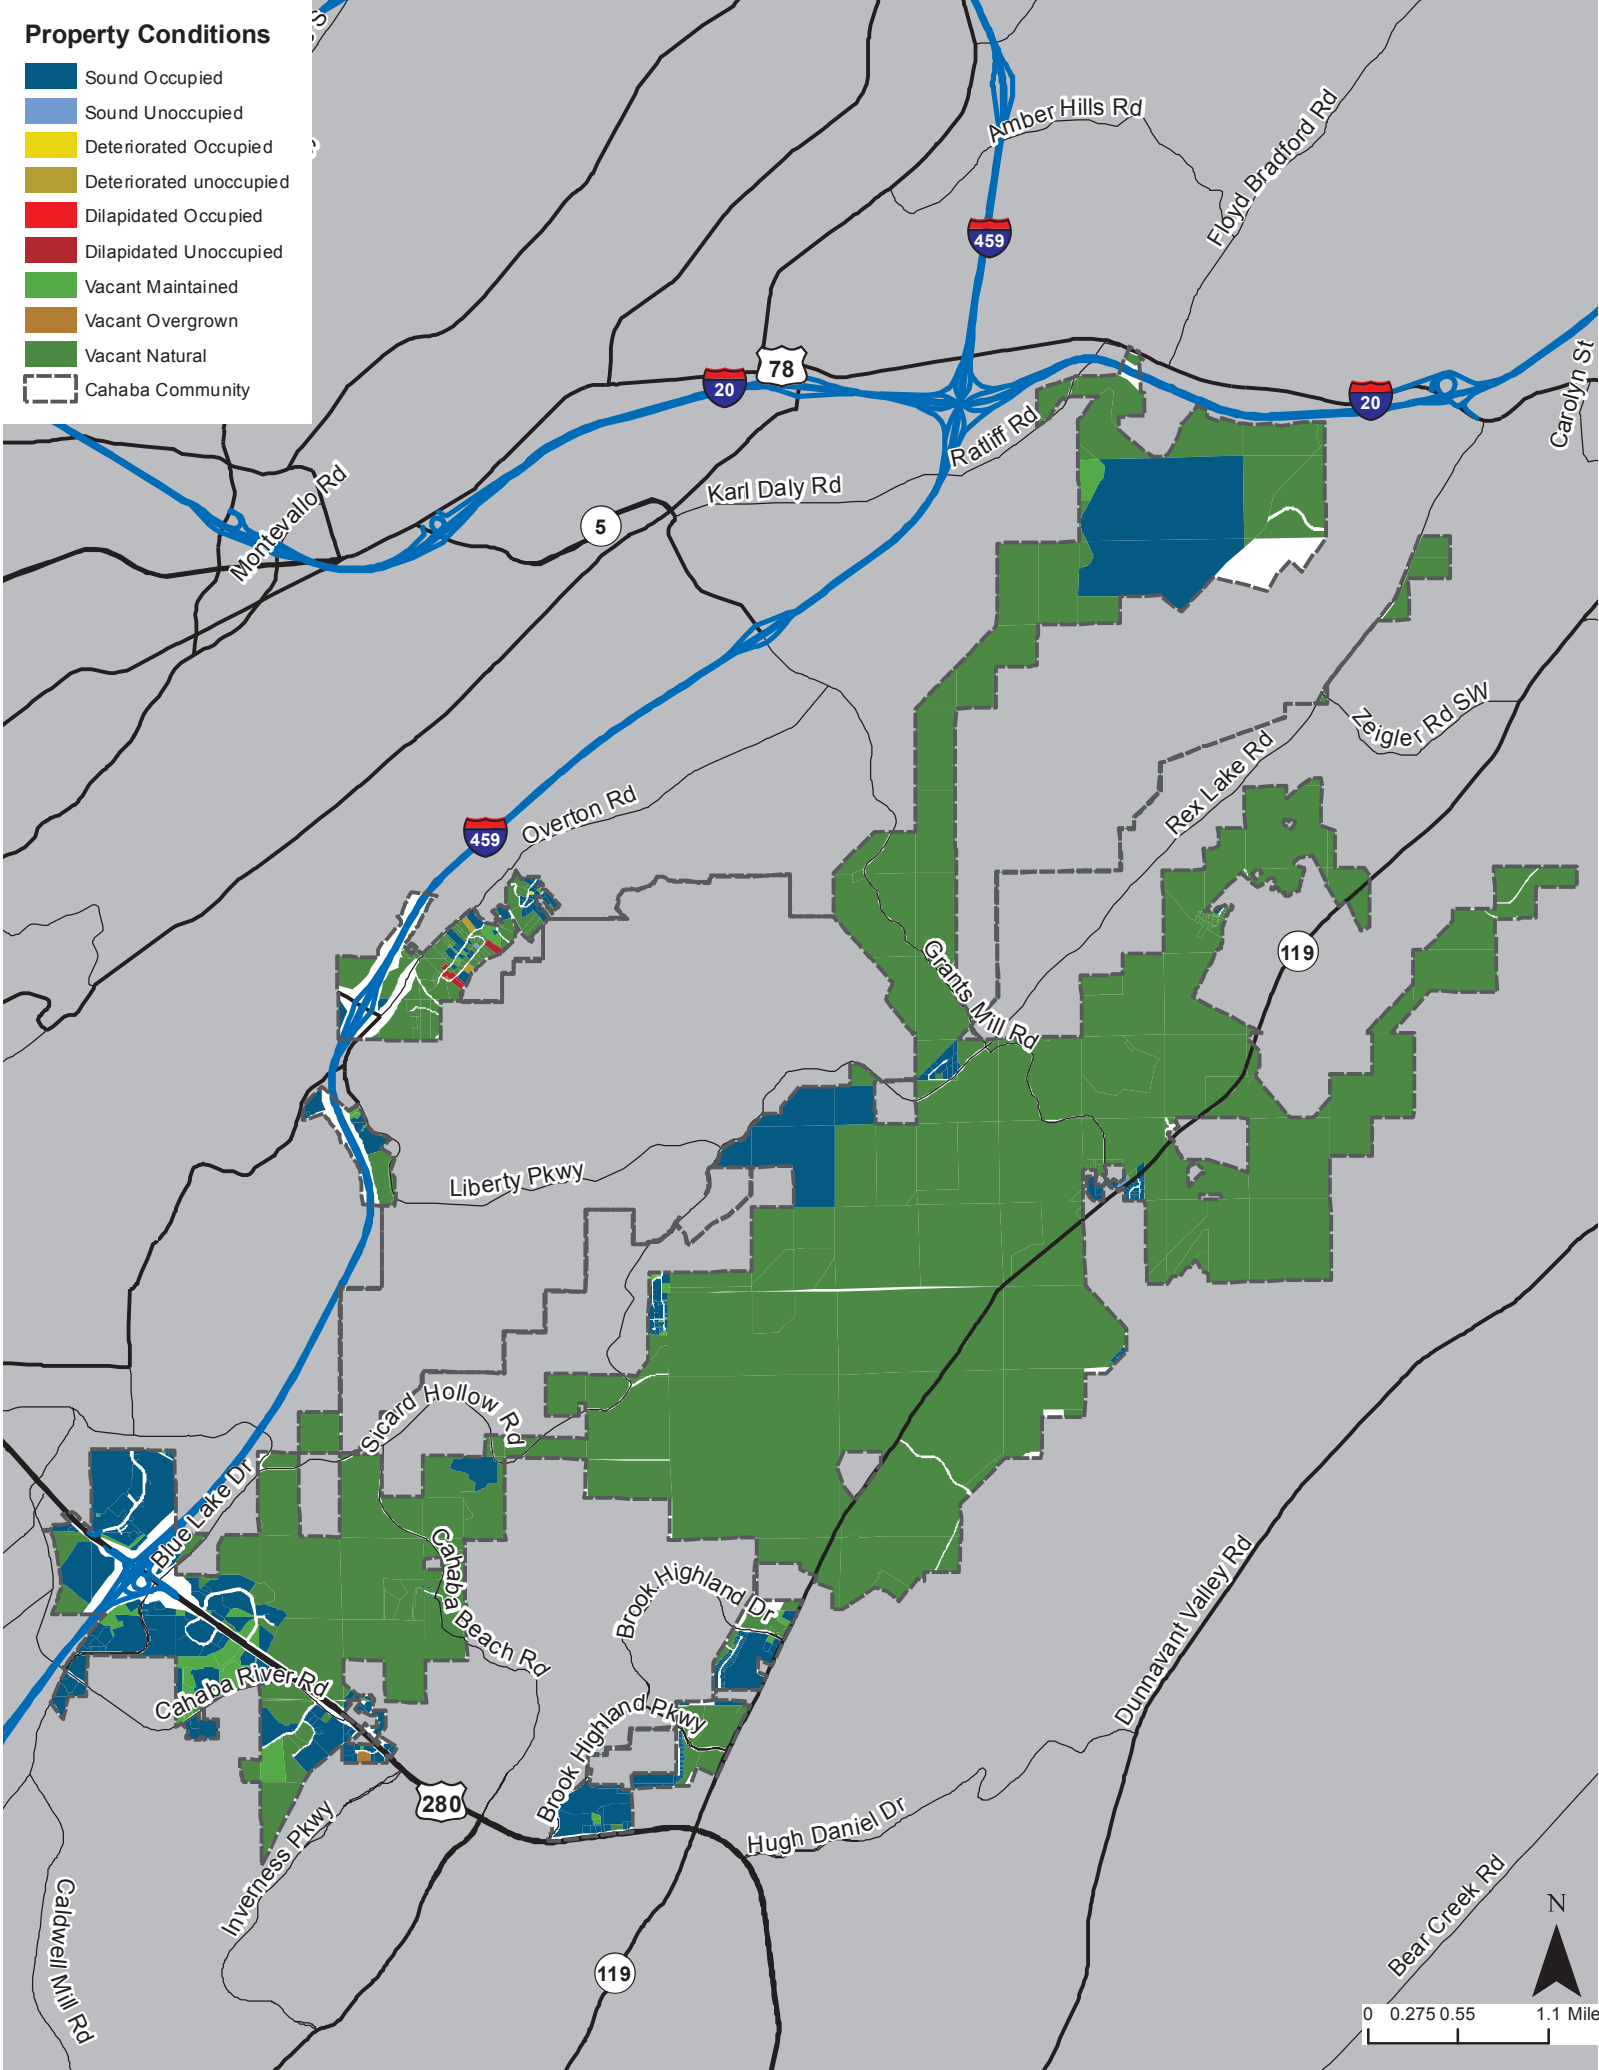 Property Conditions
Sound Occupied
Sound Unoccupied
Deteriorated Occupied
Deteriorated unoccupied
Dilapidated Occupied
Dilapidated Unoccupied
Vacant Maintained
Vacant Overgrown
Vacant Natural
Cahaba Community
Amber Hills Rd
Floyd Bradford Rd
459
78
20
20
Carolyn St
Ratliff Rd
Karl Daly Rd
Montevallo Rd
5
Zeigler Rd SW
Rex Lake Rd
Overton Rd
459
119
Grants Mill Rd
Liberty Pkwy
Sicard Hollow Rd
Blue Lake Dr
Cahaba Beach Rd
Brook Highland Dr
Dunnavant Valley Rd
Cahaba River Rd
Brook Highland Pkwy
280
Hugh Daniel Dr
Inverness Pkwy
Caldwell Mill Rd
Bear Creek Rd
119
N
0 0.275 0.55 1.1 Mile